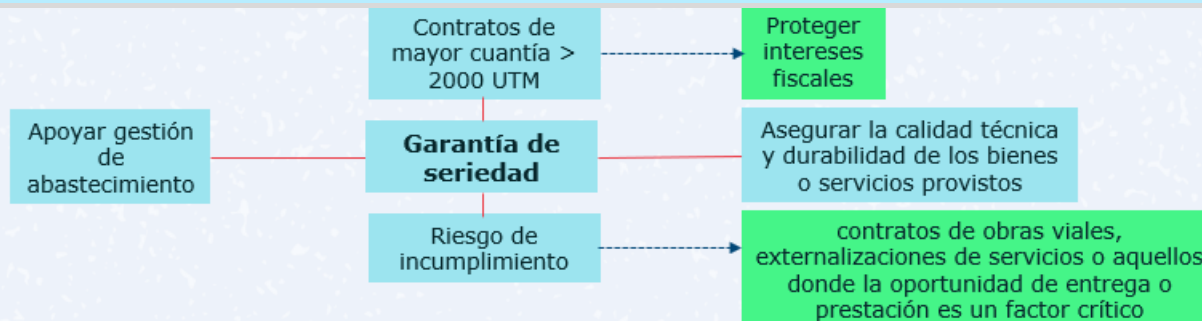 Contratos de
mayor cuantía >
2000 UTM
Proteger
intereses
fiscales
Apoyar gestión
de
abastecimiento
Garantía de
seriedad
Asegurar la calidad técnica
y durabilidad de los bienes
o servicios provistos
Riesgo de
incumplimiento
contratos de obras viales,
externalizaciones de servicios o aquellos
donde la oportunidad de entrega o
prestación es un factor crítico